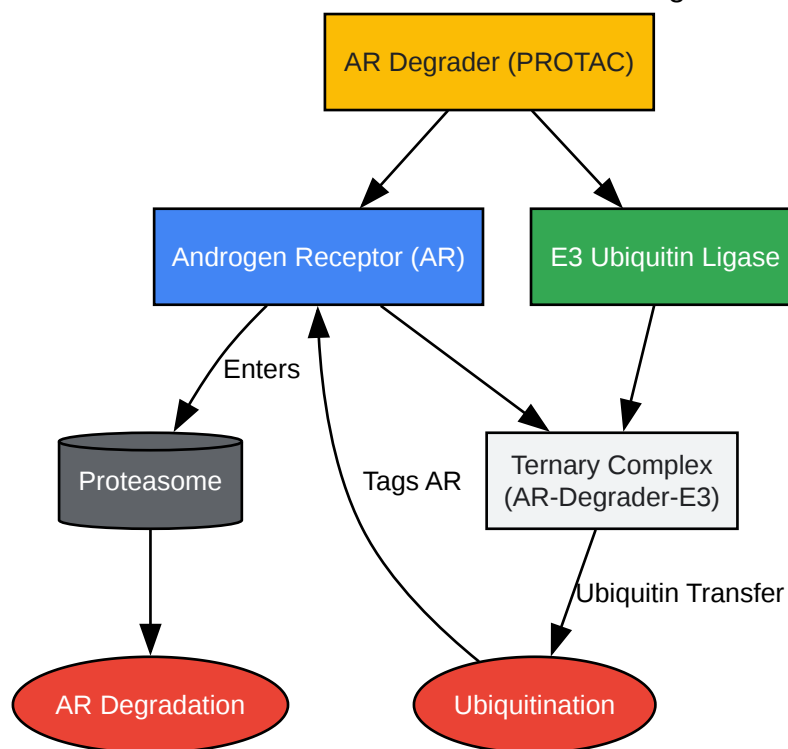 AR Degrader (PROTAC)
Androgen Receptor (AR)
E3 Ubiquitin Ligase
Enters
Proteasome
Tags AR
Ternary Complex
(AR-Degrader-E3)
Ubiquitin Transfer
AR Degradation
Ubiquitination